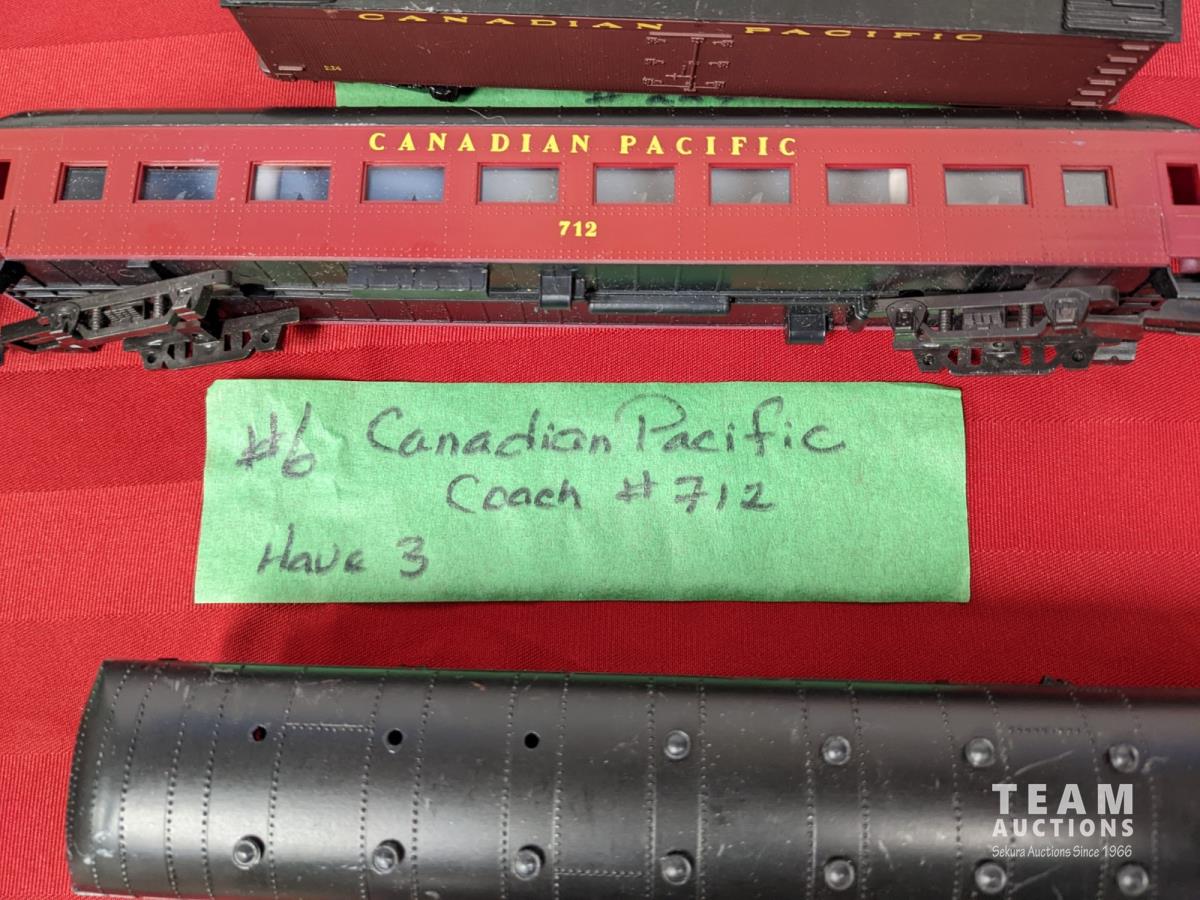 CANADIAN PACIFIC
CANADIAN PACIFIC
712
#6 Canadian Pacific
Coach #712
Have 3
TEAM
AUCTIONS
Sekura Auctions Since 1966